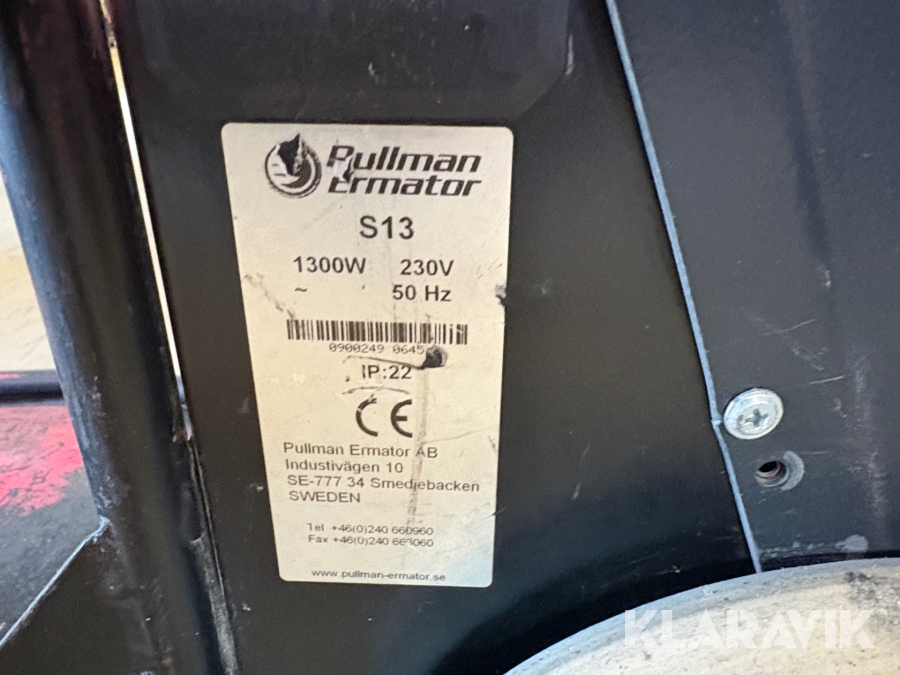 Pullman
Ermator
S13
1300W 230V
~ 50 Hz
0900249 0645
IP:22
CE
Pullman Ermator AB
Industivägen 10
SE-777 34 Smedjebacken
SWEDEN
Tel +46(0)240 660960
Fax +46(0)240 663060
www.pullman-ermator.se
KLARAVIK